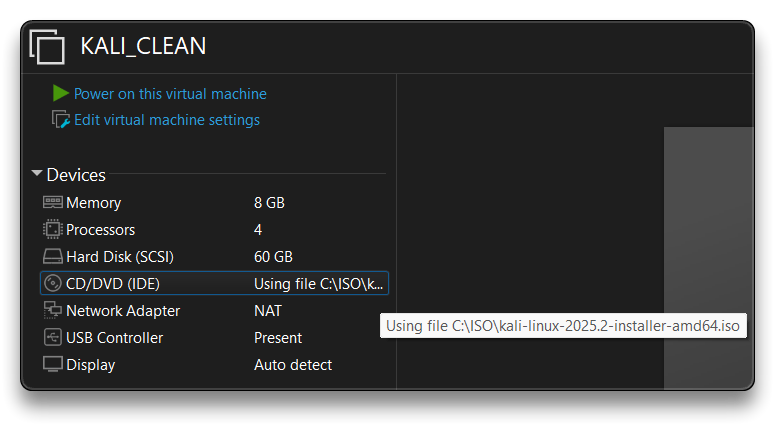 KALI_CLEAN
Power on this virtual machine
Edit virtual machine settings
Devices
Memory 8 GB
Processors 4
Hard Disk (SCSI) 60 GB
CD/DVD (IDE) Using file C:\ISO\k...
Network Adapter NAT
Using file C:\ISO\kali-linux-2025.2-installer-amd64.iso
USB Controller Present
Display Auto detect